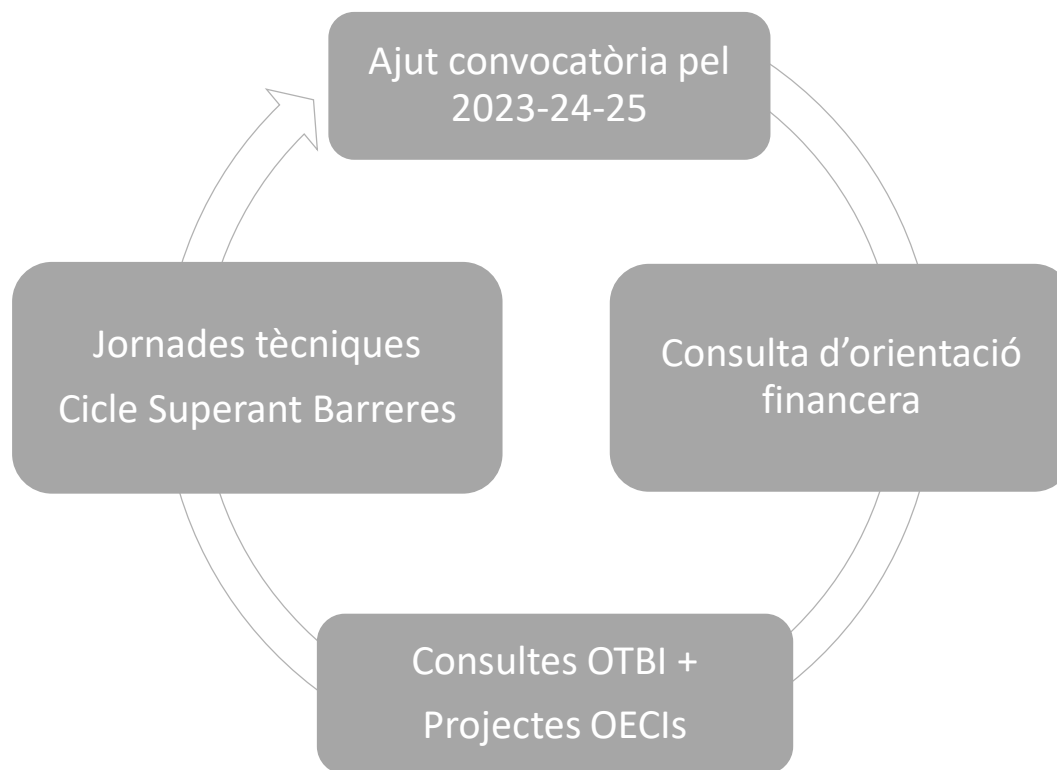 Ajut convocatòria pel
2023-24-25
Consulta d’orientació
financera
Consultes OTBI +
Projectes OECIs
Jornades tècniques
Cicle Superant Barreres